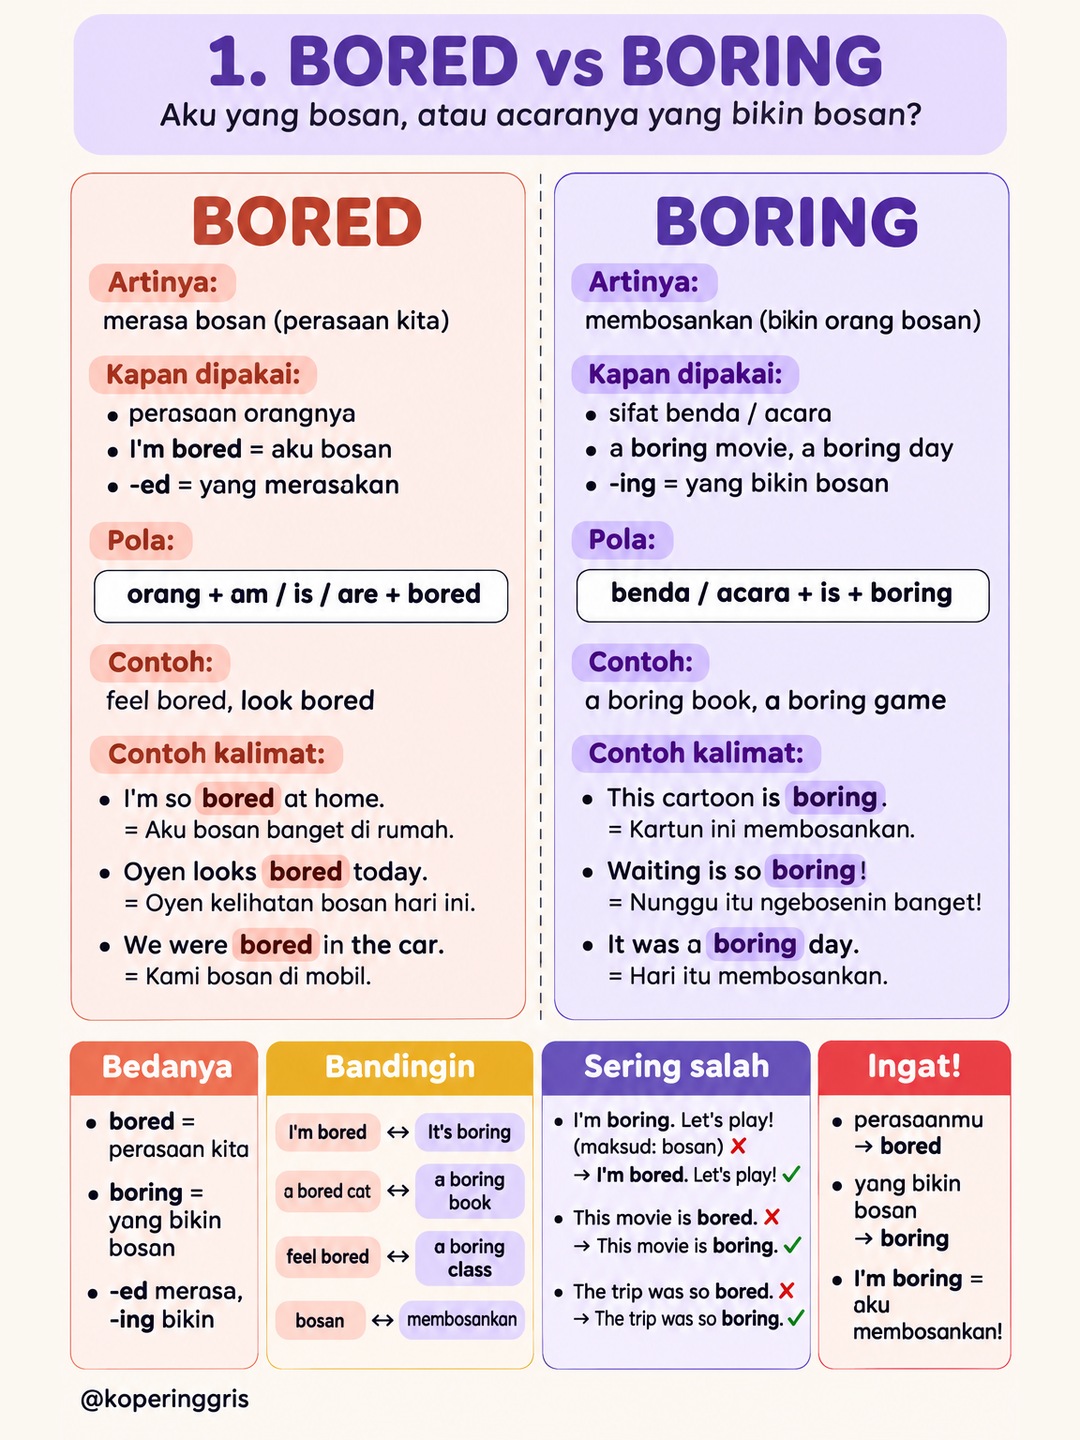 1. BORED vs BORING
Aku yang bosan, atau acaranya yang bikin bosan?
BORED
Artinya:
merasa bosan (perasaan kita)
Kapan dipakai:
• perasaan orangnya
• I'm bored = aku bosan
• -ed = yang merasakan
Pola:
orang + am / is / are + bored
Contoh:
feel bored, look bored
Contoh kalimat:
• I'm so bored at home.
= Aku bosan banget di rumah.
• Oyen looks bored today.
= Oyen kelihatan bosan hari ini.
• We were bored in the car.
= Kami bosan di mobil.
BORING
Artinya:
membosankan (bikin orang bosan)
Kapan dipakai:
• sifat benda / acara
• a boring movie, a boring day
• -ing = yang bikin bosan
Pola:
benda / acara + is + boring
Contoh:
a boring book, a boring game
Contoh kalimat:
• This cartoon is boring.
= Kartun ini membosankan.
• Waiting is so boring!
= Nunggu itu ngebosenin banget!
• It was a boring day.
= Hari itu membosankan.
Bedanya
• bored =
perasaan kita
• boring =
yang bikin
bosan
• -ed merasa,
-ing bikin
Bandingin
I'm bored ↔ It's boring
a bored cat ↔ a boring
book
feel bored ↔ a boring
class
bosan ↔ membosankan
Sering salah
• I'm boring. Let's play!
(maksud: bosan) ✗
→ I'm bored. Let's play! ✓
• This movie is bored. ✗
→ This movie is boring. ✓
• The trip was so bored. ✗
→ The trip was so boring. ✓
Ingat!
• perasaanmu
→ bored
• yang bikin
bosan
→ boring
• I'm boring =
aku
membosankan!
@koperinggris